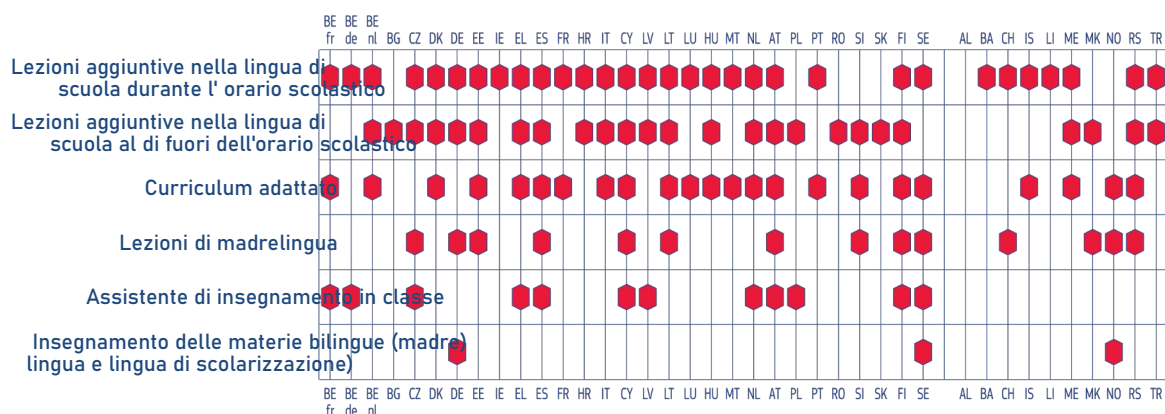 BE BE BE
fr de nl BG CZ DK DE EE IE EL ES FR HR IT CY LV LT LU HU MT NL AT PL PT RO SI SK FI SE AL BA CH IS LI ME MK NO RS TR
Lezioni aggiuntive nella lingua di
scuola durante l' orario scolastico
Lezioni aggiuntive nella lingua di
scuola al di fuori dell'orario scolastico
Curriculum adattato
Lezioni di madrelingua
Assistente di insegnamento in classe
Insegnamento delle materie bilingue (madre)
lingua e lingua di scolarizzazione)
BE BE BE BG CZ DK DE EE IE EL ES FR HR IT CY LV LT LU HU MT NL AT PL PT RO SI SK FI SE AL BA CH IS LI ME MK NO RS TR
fr de nl